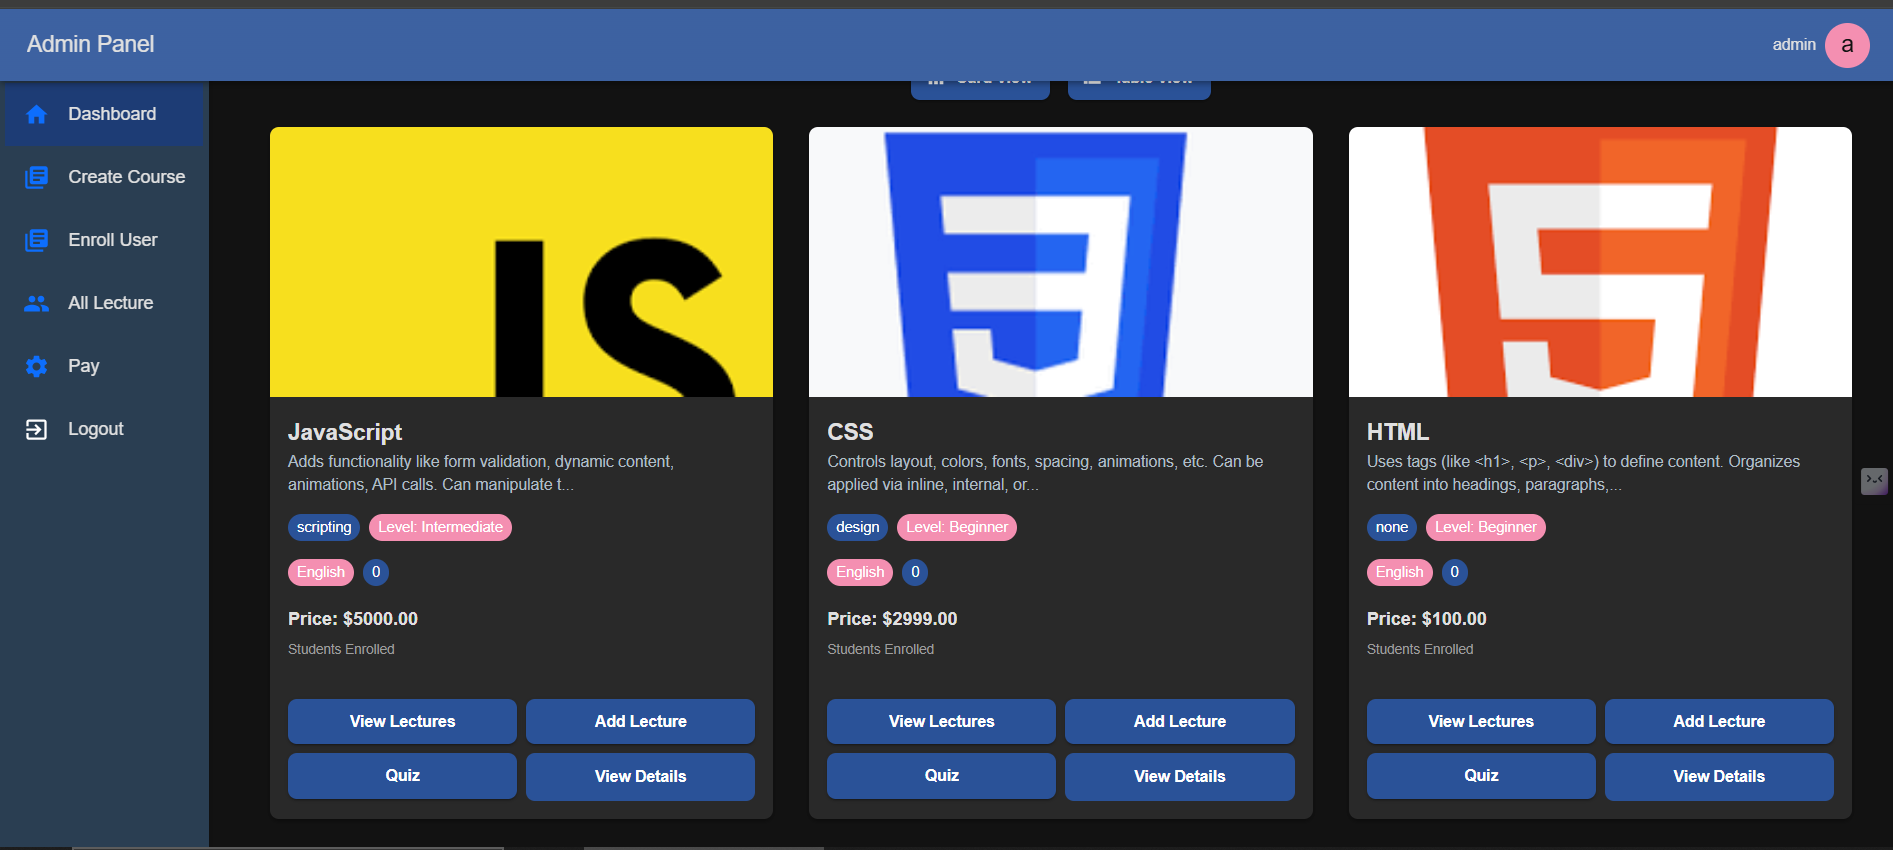 Admin Panel
admin a
Card View Table View
Dashboard
Create Course
Enroll User
All Lecture
Pay
Logout
JS
JavaScript
Adds functionality like form validation, dynamic content,
animations, API calls. Can manipulate t...
scripting Level: Intermediate
English 0
Price: $5000.00
Students Enrolled
View Lectures Add Lecture
Quiz View Details
CSS
Controls layout, colors, fonts, spacing, animations, etc. Can be
applied via inline, internal, or...
design Level: Beginner
English 0
Price: $2999.00
Students Enrolled
View Lectures Add Lecture
Quiz View Details
HTML
Uses tags (like <h1>, <p>, <div>) to define content. Organizes
content into headings, paragraphs,...
none Level: Beginner
English 0
Price: $100.00
Students Enrolled
View Lectures Add Lecture
Quiz View Details